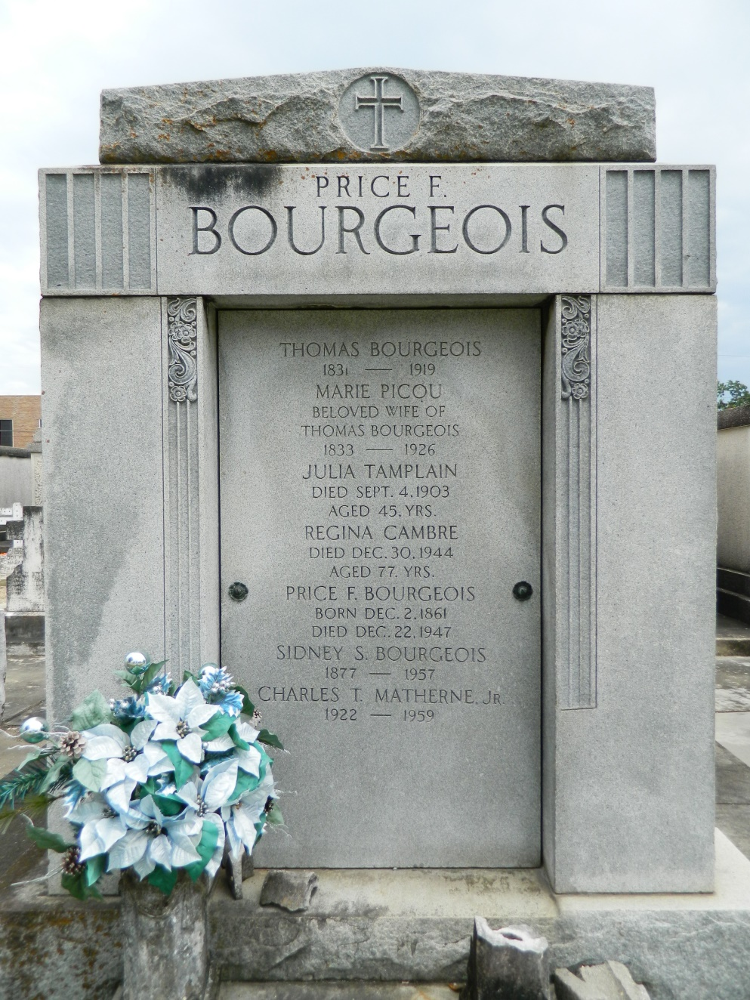 PRICE F.
BOURGEOIS
THOMAS BOURGEOIS
1831 — 1919
MARIE PICOU
BELOVED WIFE OF
THOMAS BOURGEOIS
1833 — 1926
JULIA TAMPLAIN
DIED SEPT. 4, 1903
AGED 45, YRS.
REGINA CAMBRE
DIED DEC. 30, 1944
AGED 77. YRS.
PRICE F. BOURGEOIS
BORN DEC. 2, 1861
DIED DEC. 22, 1947
SIDNEY S. BOURGEOIS
1877 — 1957
CHARLES T. MATHERNE, JR.
1922 — 1959